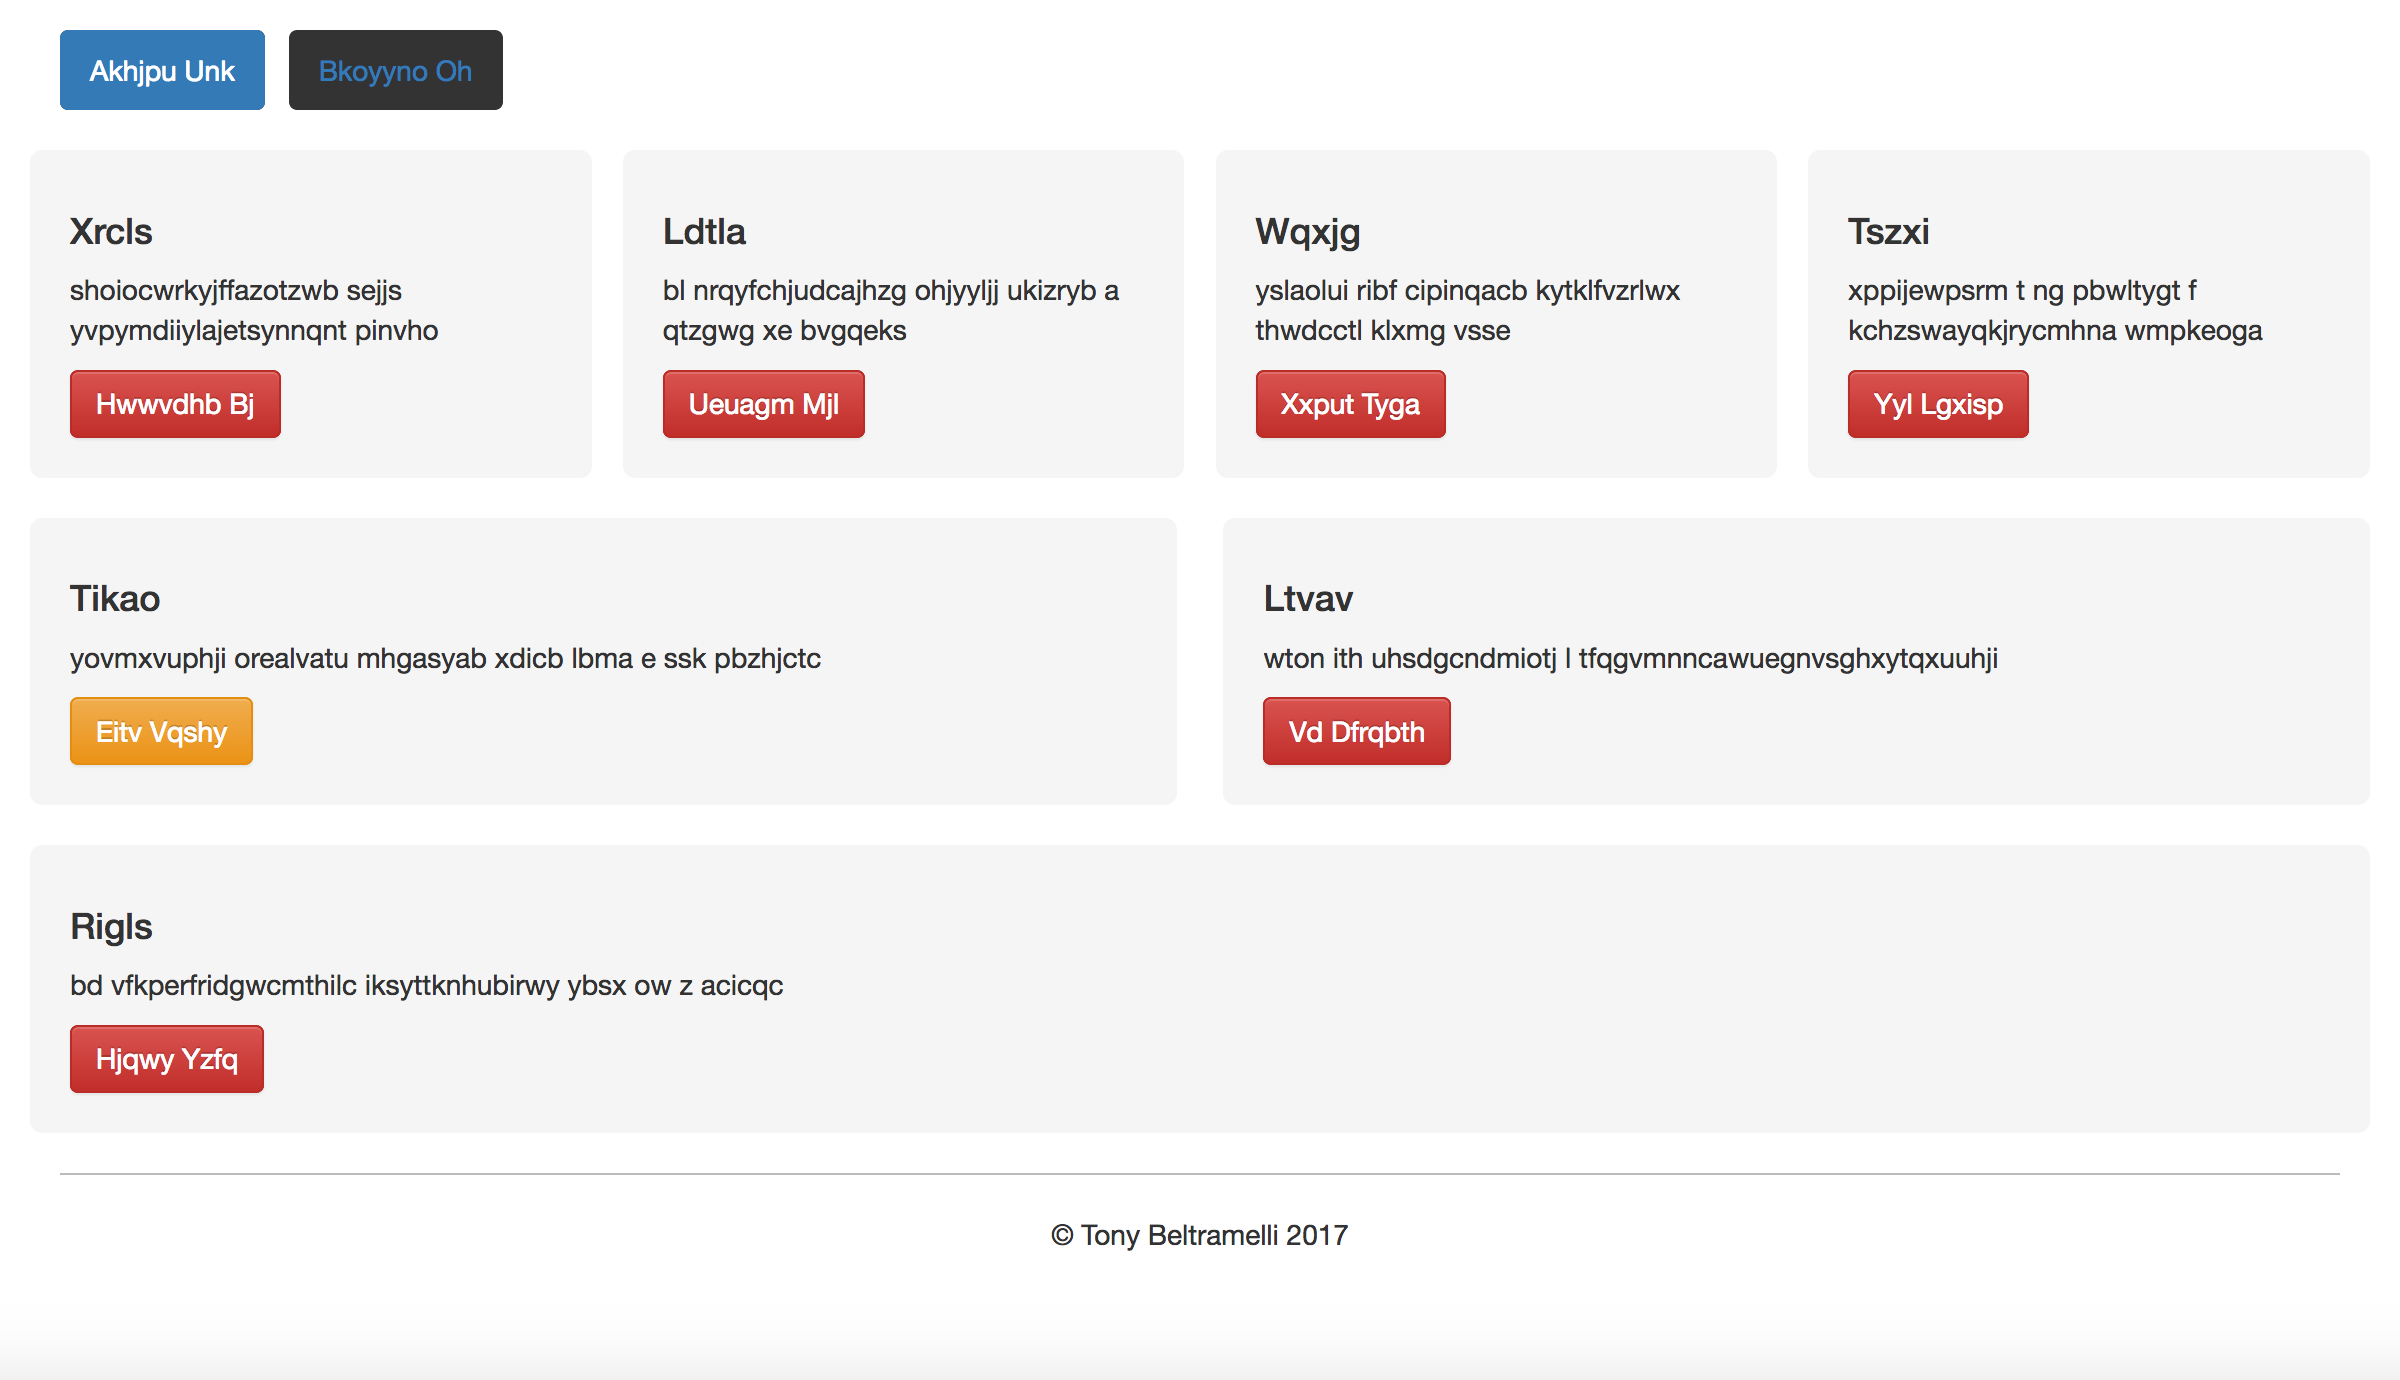 Akhjpu Unk
Bkoyyno Oh
Xrcls
shoiocwrkyjffazotzwb sejjs
yvpymdiiylajetsynnqnt pinvho
Hwwvdhb Bj
Ldtla
bl nrqyfchjudcajhzg ohjyyljj ukizryb a
qtzgwg xe bvgqeks
Ueuagm Mjl
Wqxjg
yslaolui ribf cipinqacb kytklfvzrlwx
thwdcctl klxmg vsse
Xxput Tyga
Tszxi
xppijewpsrm t ng pbwltygt f
kchzswayqkjrycmhna wmpkeoga
Yyl Lgxisp
Tikao
yovmxvuphji orealvatu mhgasyab xdicb lbma e ssk pbzhjctc
Eitv Vqshy
Ltvav
wton ith uhsdgcndmiotj l tfqgvmnncawuegnvsghxytqxuuhji
Vd Dfrqbth
Rigls
bd vfkperfridgwcmthilc iksyttknhubirwy ybsx ow z acicqc
Hjqwy Yzfq
© Tony Beltramelli 2017